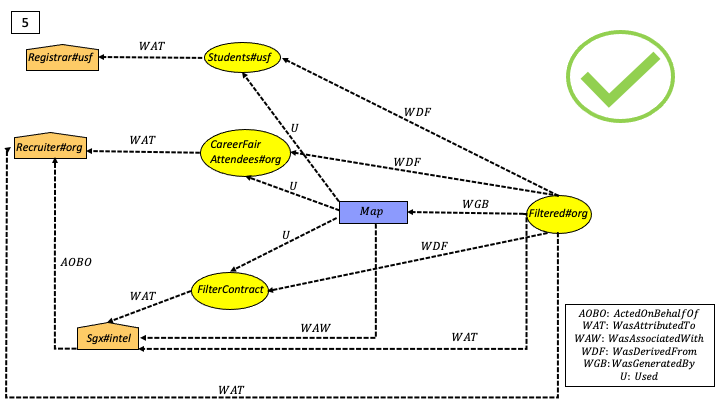 5
Registrar#usf
WAT
Students#usf
WDF
U
Recruiter#org
WAT
CareerFair
Attendees#org
WDF
U
Map
WGB
Filtered#org
U
WDF
AOBO
FilterContract
WAT
Sgx#intel
WAW
WAT
WAT
AOBO: ActedOnBehalfOf
WAT: WasAttributedTo
WAW: WasAssociatedWith
WDF: WasDerivedFrom
WGB:WasGeneratedBy
U: Used